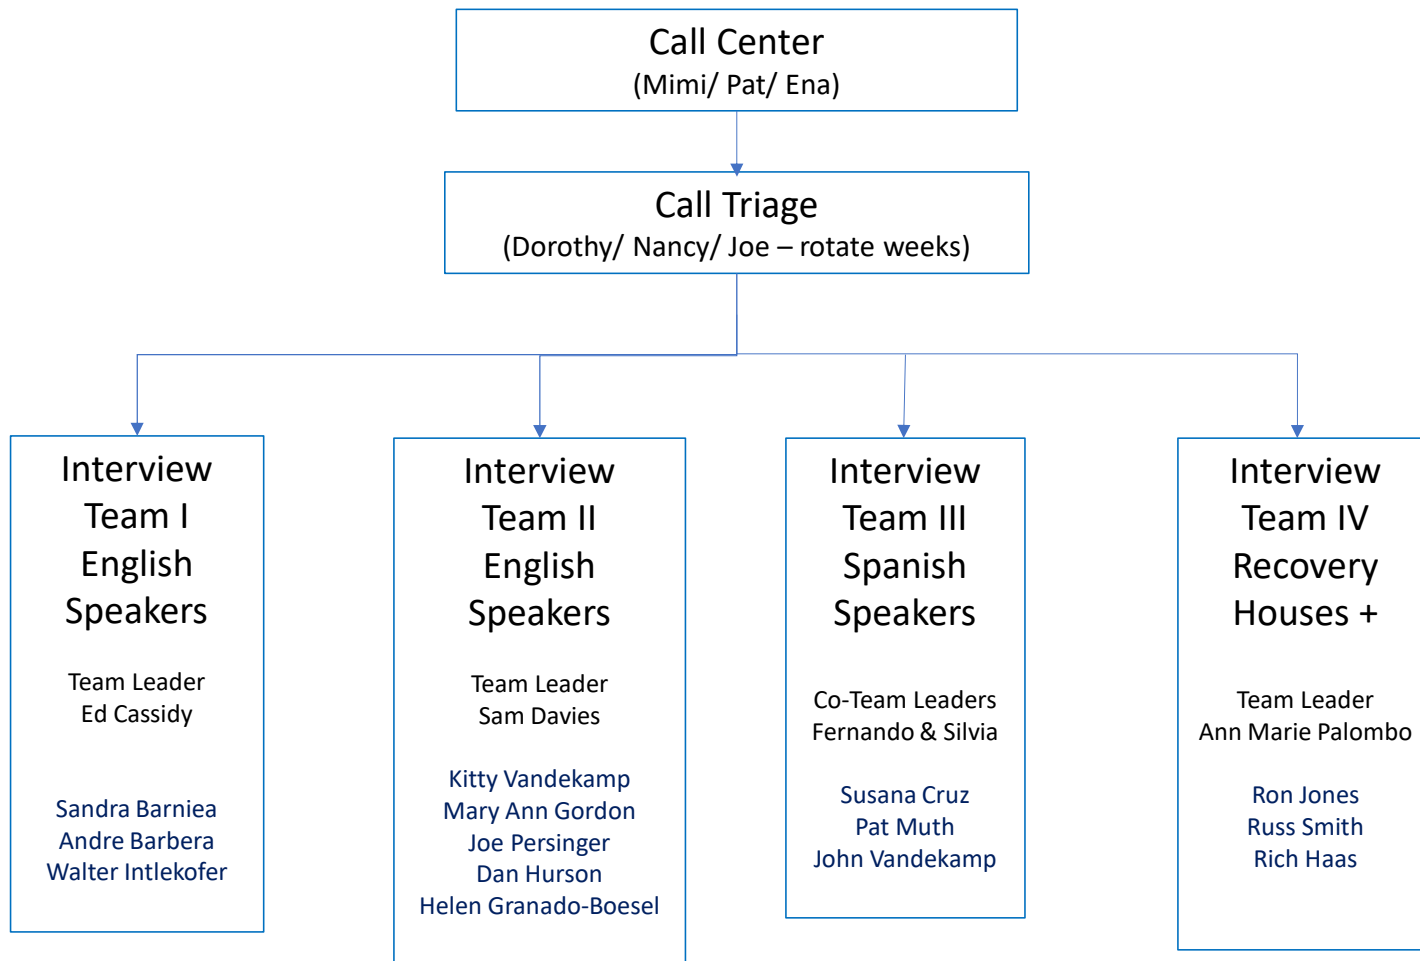 Call Center
(Mimi/ Pat/ Ena)
Call Triage
(Dorothy/ Nancy/ Joe – rotate weeks)
Interview
Team I
English
Speakers
Team Leader
Ed Cassidy
Sandra Barniea
Andre Barbera
Walter Intlekofer
Interview
Team II
English
Speakers
Team Leader
Sam Davies
Kitty Vandekamp
Mary Ann Gordon
Joe Persinger
Dan Hurson
Helen Granado-Boesel
Interview
Team III
Spanish
Speakers
Co-Team Leaders
Fernando & Silvia
Susana Cruz
Pat Muth
John Vandekamp
Interview
Team IV
Recovery
Houses +
Team Leader
Ann Marie Palombo
Ron Jones
Russ Smith
Rich Haas